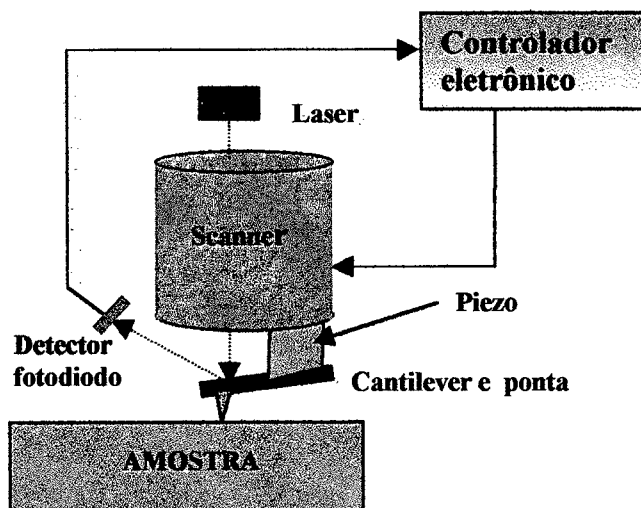 Controlador
eletrônico
Laser
Scanner
Piezo
Detector
fotodiodo
Cantilever e ponta
AMOSTRA